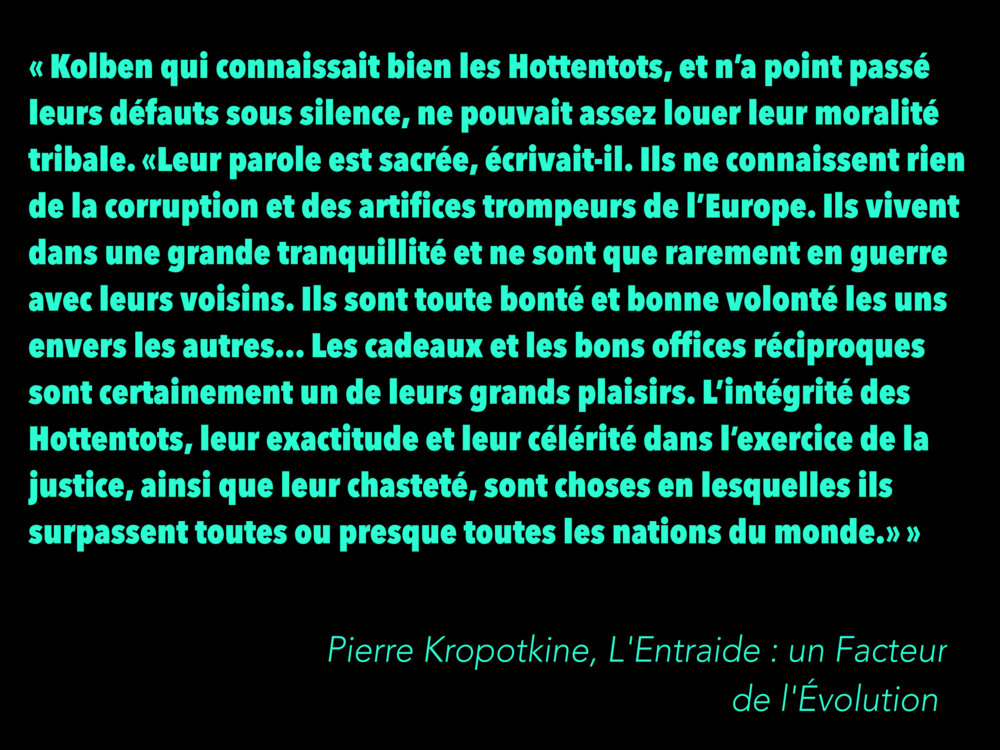 « Kolben qui connaissait bien les Hottentots, et n’a point passé
leurs défauts sous silence, ne pouvait assez louer leur moralité
tribale. «Leur parole est sacrée, écrivait-il. Ils ne connaissent rien
de la corruption et des artifices trompeurs de l’Europe. Ils vivent
dans une grande tranquillité et ne sont que rarement en guerre
avec leurs voisins. Ils sont toute bonté et bonne volonté les uns
envers les autres… Les cadeaux et les bons offices réciproques
sont certainement un de leurs grands plaisirs. L’intégrité des
Hottentots, leur exactitude et leur célérité dans l’exercice de la
justice, ainsi que leur chasteté, sont choses en lesquelles ils
surpassent toutes ou presque toutes les nations du monde.» »
Pierre Kropotkine, L'Entraide : un Facteur
de l'Évolution